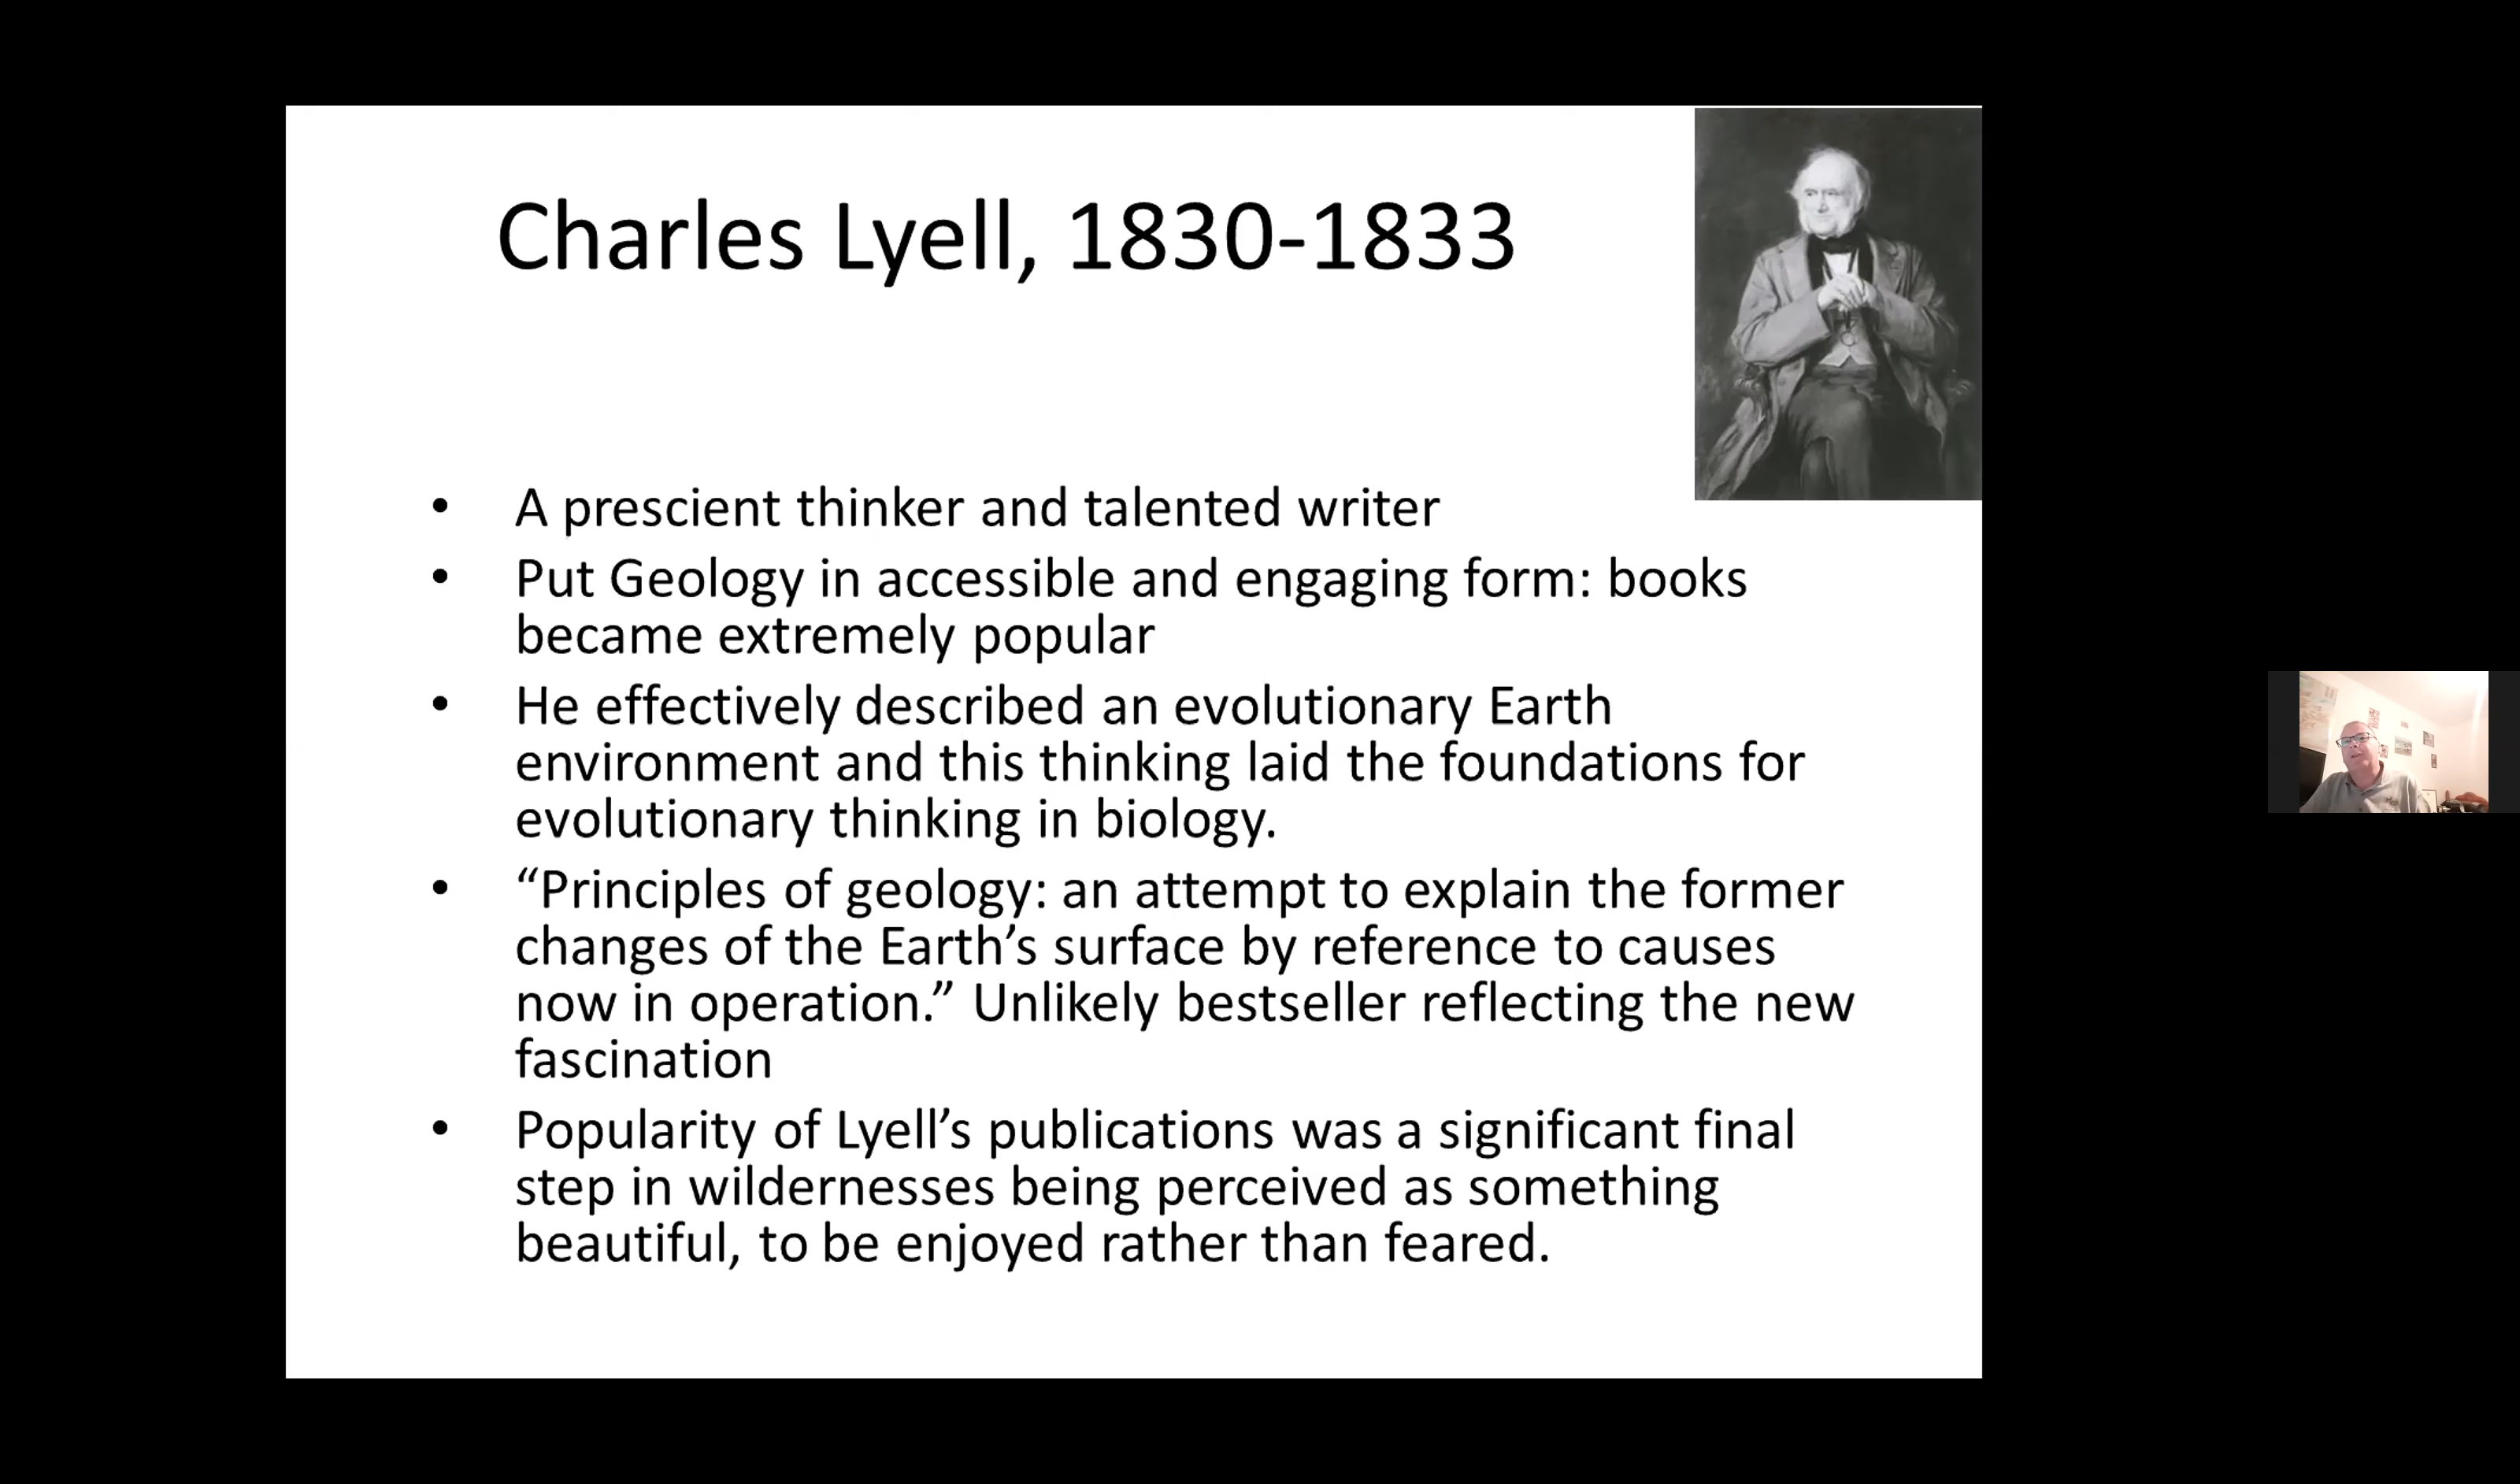 Charles Lyell, 1830-1833
• A prescient thinker and talented writer
• Put Geology in accessible and engaging form: books
became extremely popular
• He effectively described an evolutionary Earth
environment and this thinking laid the foundations for
evolutionary thinking in biology.
• “Principles of geology: an attempt to explain the former
changes of the Earth’s surface by reference to causes
now in operation.” Unlikely bestseller reflecting the new
fascination
• Popularity of Lyell’s publications was a significant final
step in wildernesses being perceived as something
beautiful, to be enjoyed rather than feared.